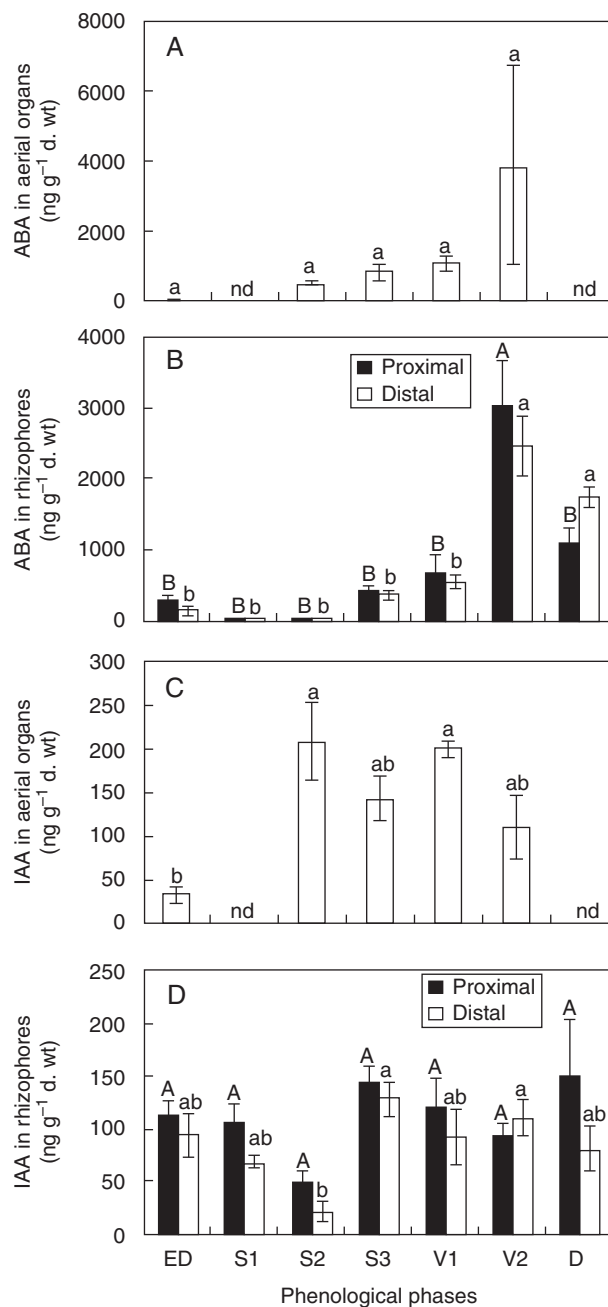 A
ABA in aerial organs
(ng g⁻¹ d. wt)
8000
6000
4000
2000
0
a
nd
a
a
a
a
nd
B
ABA in rhizophores
(ng g⁻¹ d. wt)
4000
3000
2000
1000
0
Proximal
Distal
B b
B b
B b
B b
B b
A a
B a
C
IAA in aerial organs
(ng g⁻¹ d. wt)
300
250
200
150
100
50
0
b
nd
a
ab
a
ab
nd
D
IAA in rhizophores
(ng g⁻¹ d. wt)
250
200
150
100
50
0
Proximal
Distal
A ab
A ab
A b
A a
A ab
A a
A ab
ED S1 S2 S3 V1 V2 D
Phenological phases